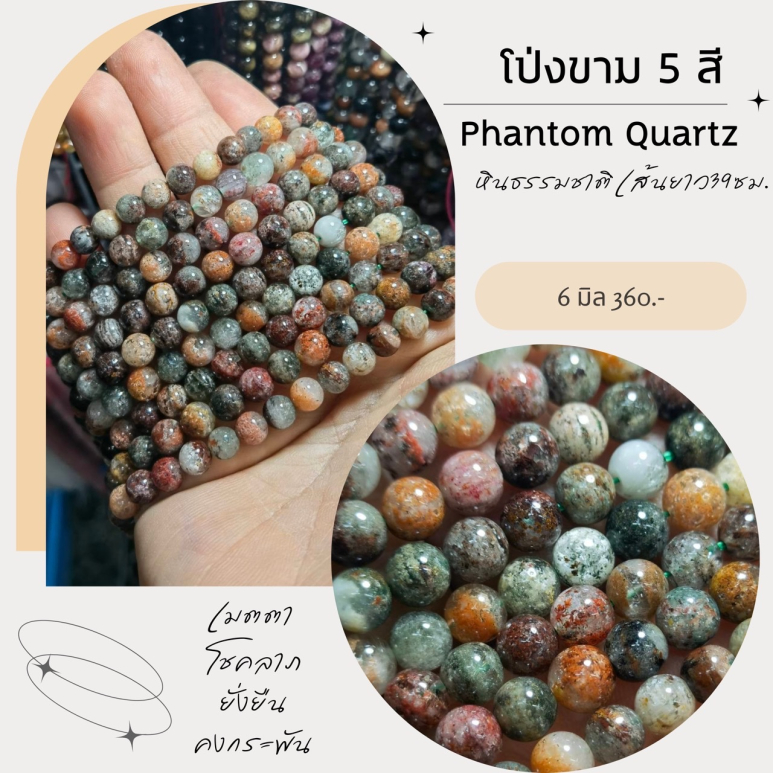 โป่งขาม 5 สี
Phantom Quartz
หินธรรมชาติ เส้นยาว39ซม.
6 มิล 360.-
เมตตา
โชคลาภ
ยั่งยืน
คงกระพัน